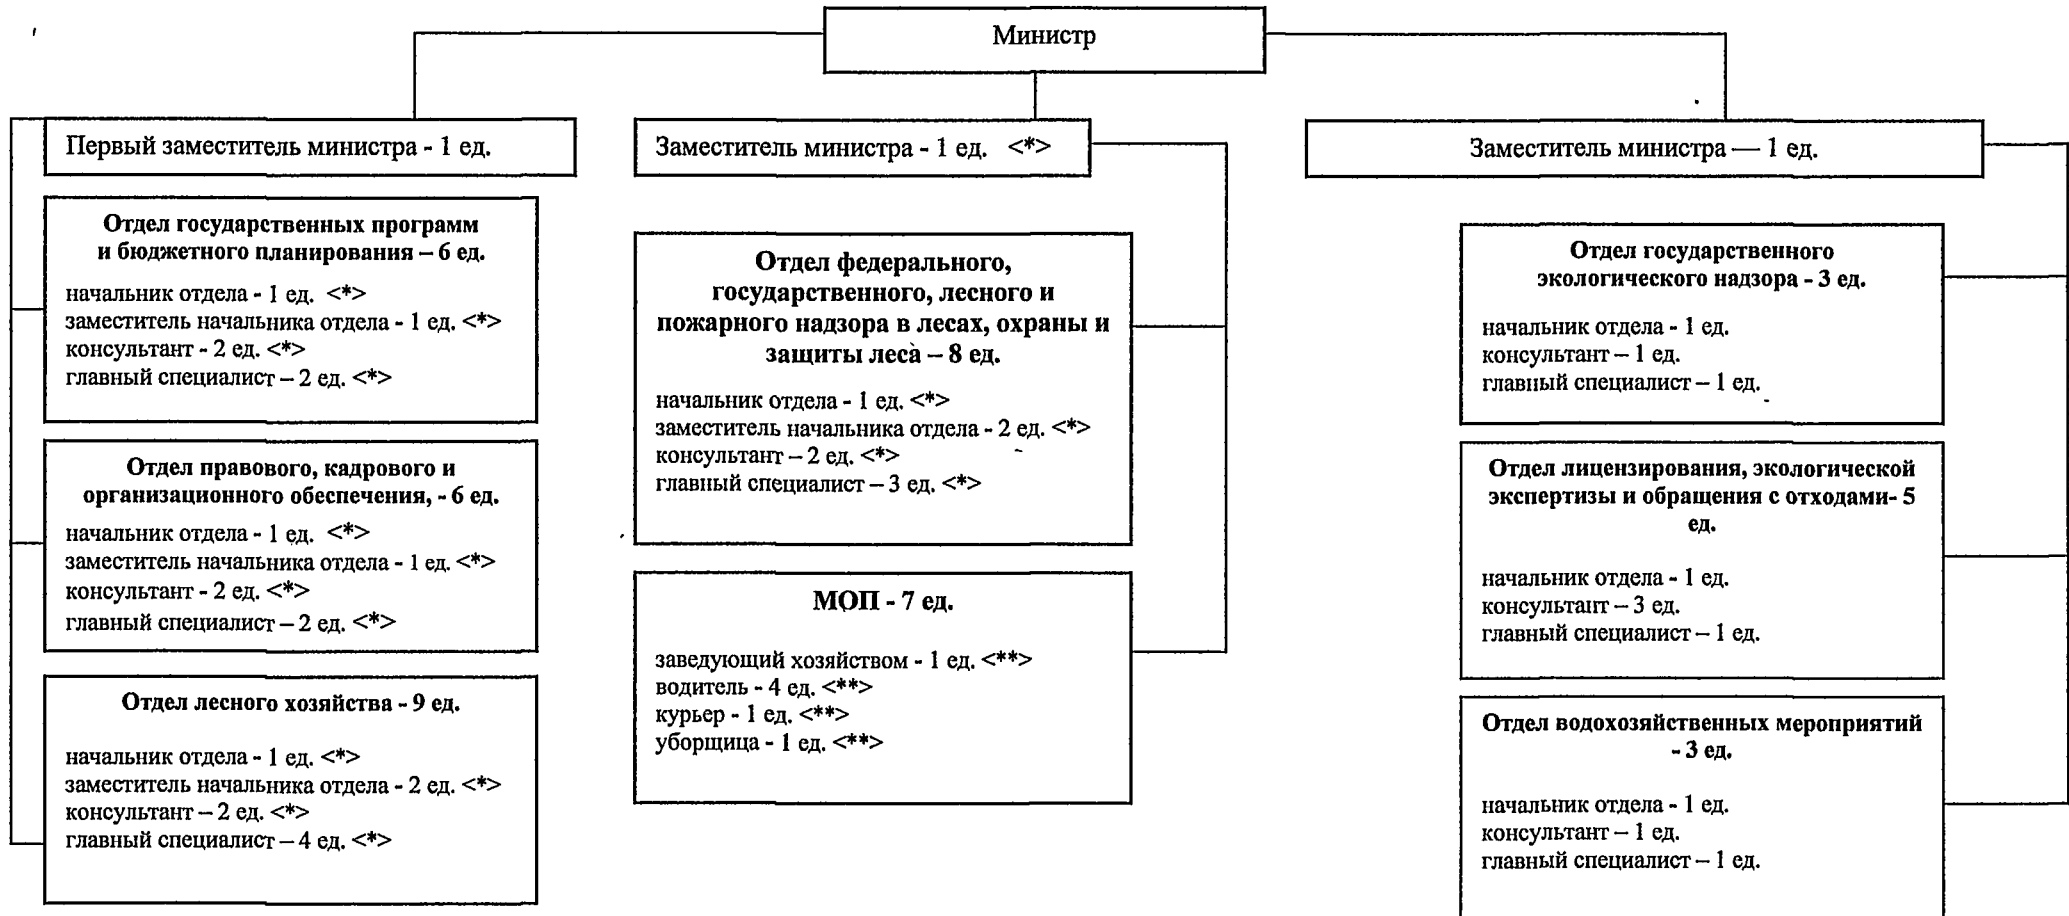 Министр
Первый заместитель министра - 1 ед.
Отдел государственных программ
и бюджетного планирования – 6 ед.
начальник отдела - 1 ед. <*>
заместитель начальника отдела - 1 ед. <*>
консультант - 2 ед. <*>
главный специалист – 2 ед. <*>
Отдел правового, кадрового и
организационного обеспечения, - 6 ед.
начальник отдела - 1 ед. <*>
заместитель начальника отдела - 1 ед. <*>
консультант - 2 ед. <*>
главный специалист – 2 ед. <*>
Отдел лесного хозяйства - 9 ед.
начальник отдела - 1 ед. <*>
заместитель начальника отдела - 2 ед. <*>
консультант – 2 ед. <*>
главный специалист – 4 ед. <*>
Заместитель министра - 1 ед. <*>
Отдел федерального,
государственного, лесного и
пожарного надзора в лесах, охраны и
защиты леса – 8 ед.
начальник отдела - 1 ед. <*>
заместитель начальника отдела - 2 ед. <*>
консультант – 2 ед. <*>
главный специалист – 3 ед. <*>
МОП - 7 ед.
заведующий хозяйством - 1 ед. <**>
водитель - 4 ед. <**>
курьер - 1 ед. <**>
уборщица - 1 ед. <**>
Заместитель министра — 1 ед.
Отдел государственного
экологического надзора - 3 ед.
начальник отдела - 1 ед.
консультант – 1 ед.
главный специалист – 1 ед.
Отдел лицензирования, экологической
экспертизы и обращения с отходами- 5
ед.
начальник отдела - 1 ед.
консультант – 3 ед.
главный специалист – 1 ед.
Отдел водохозяйственных мероприятий
- 3 ед.
начальник отдела - 1 ед.
консультант – 1 ед.
главный специалист – 1 ед.